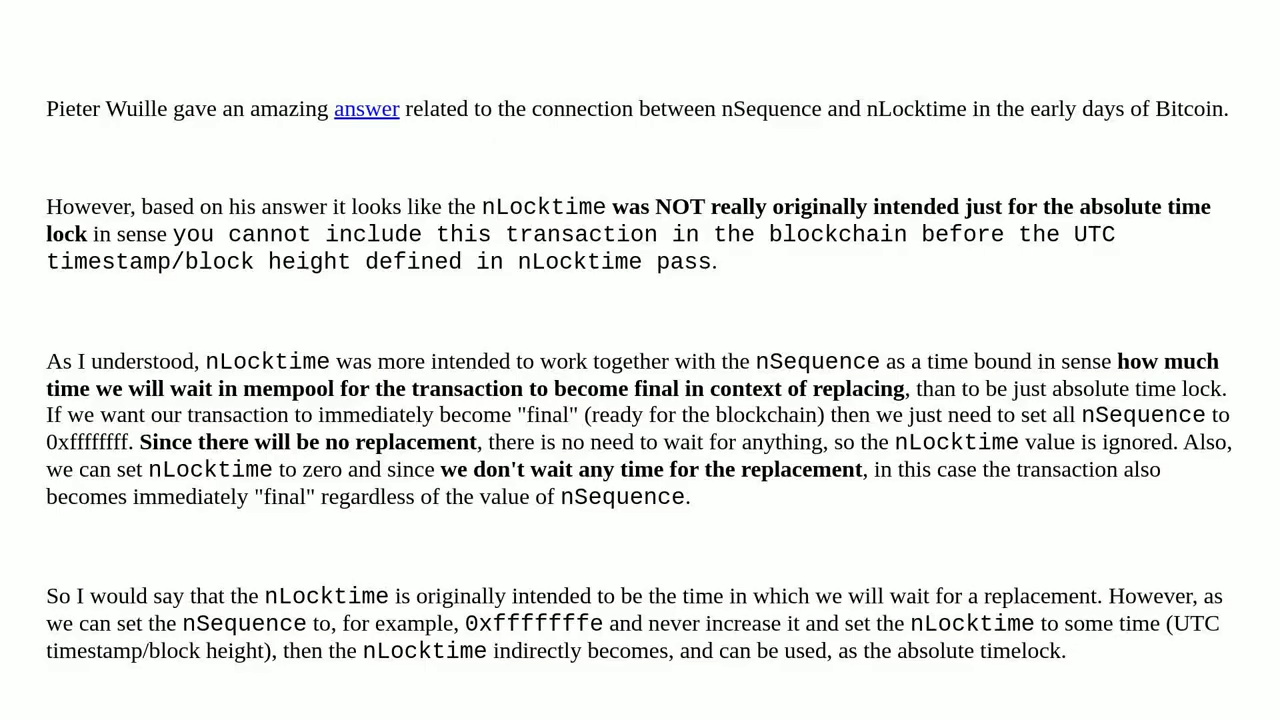 Pieter Wuille gave an amazing answer related to the connection between nSequence and nLocktime in the early days of Bitcoin.
However, based on his answer it looks like the nLocktime was NOT really originally intended just for the absolute time
lock in sense you cannot include this transaction in the blockchain before the UTC
timestamp/block height defined in nLocktime pass.
As I understood, nLocktime was more intended to work together with the nSequence as a time bound in sense how much
time we will wait in mempool for the transaction to become final in context of replacing, than to be just absolute time lock.
If we want our transaction to immediately become "final" (ready for the blockchain) then we just need to set all nSequence to
0xffffffff. Since there will be no replacement, there is no need to wait for anything, so the nLocktime value is ignored. Also,
we can set nLocktime to zero and since we don't wait any time for the replacement, in this case the transaction also
becomes immediately "final" regardless of the value of nSequence.
So I would say that the nLocktime is originally intended to be the time in which we will wait for a replacement. However, as
we can set the nSequence to, for example, 0xfffffffe and never increase it and set the nLocktime to some time (UTC
timestamp/block height), then the nLocktime indirectly becomes, and can be used, as the absolute timelock.